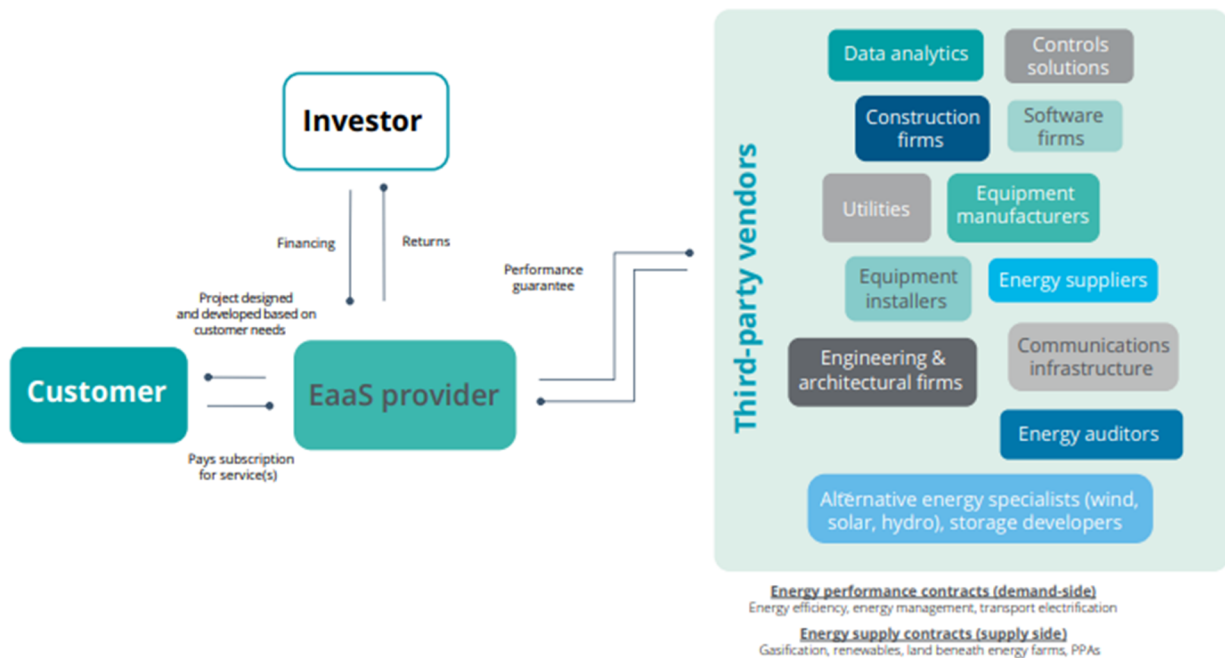 Investor
Financing
Returns
Project designed
and developed based on
customer needs
Customer
EaaS provider
Pays subscription
for service(s)
Performance
guarantee
Third-party vendors
Data analytics
Controls
solutions
Construction
firms
Software
firms
Utilities
Equipment
manufacturers
Equipment
installers
Energy suppliers
Engineering &
architectural firms
Communications
infrastructure
Energy auditors
Alternative energy specialists (wind,
solar, hydro), storage developers
Energy performance contracts (demand-side)
Energy efficiency, energy management, transport electrification
Energy supply contracts (supply side)
Gasification, renewables, land beneath energy farms, PPAs